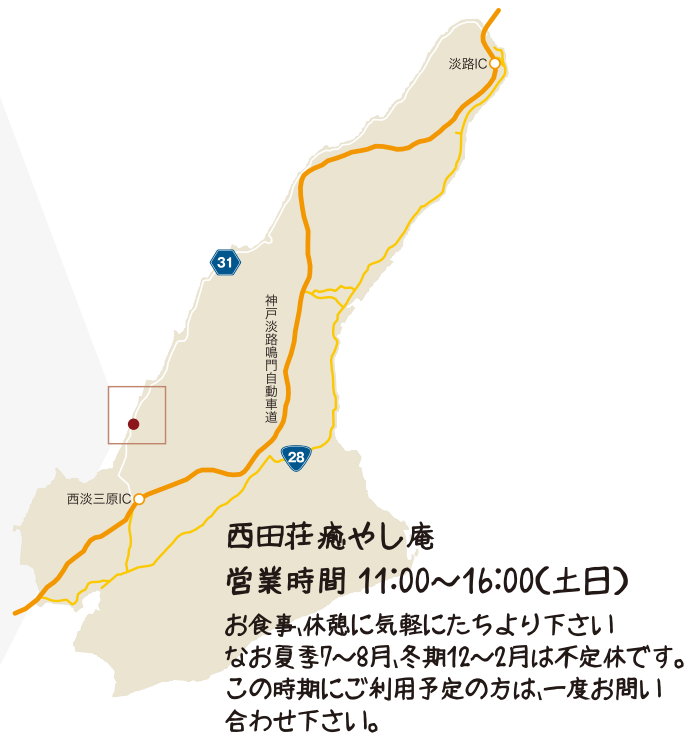 淡路IC
31
神戸淡路鳴門自動車道
28
西淡三原IC
西田荘癒やし庵
営業時間 11:00〜16:00(土日)
お食事、休憩に気軽にたちより下さい
なお夏季7〜8月、冬期12〜2月は不定休です。
この時期にご利用予定の方は、一度お問い
合わせ下さい。